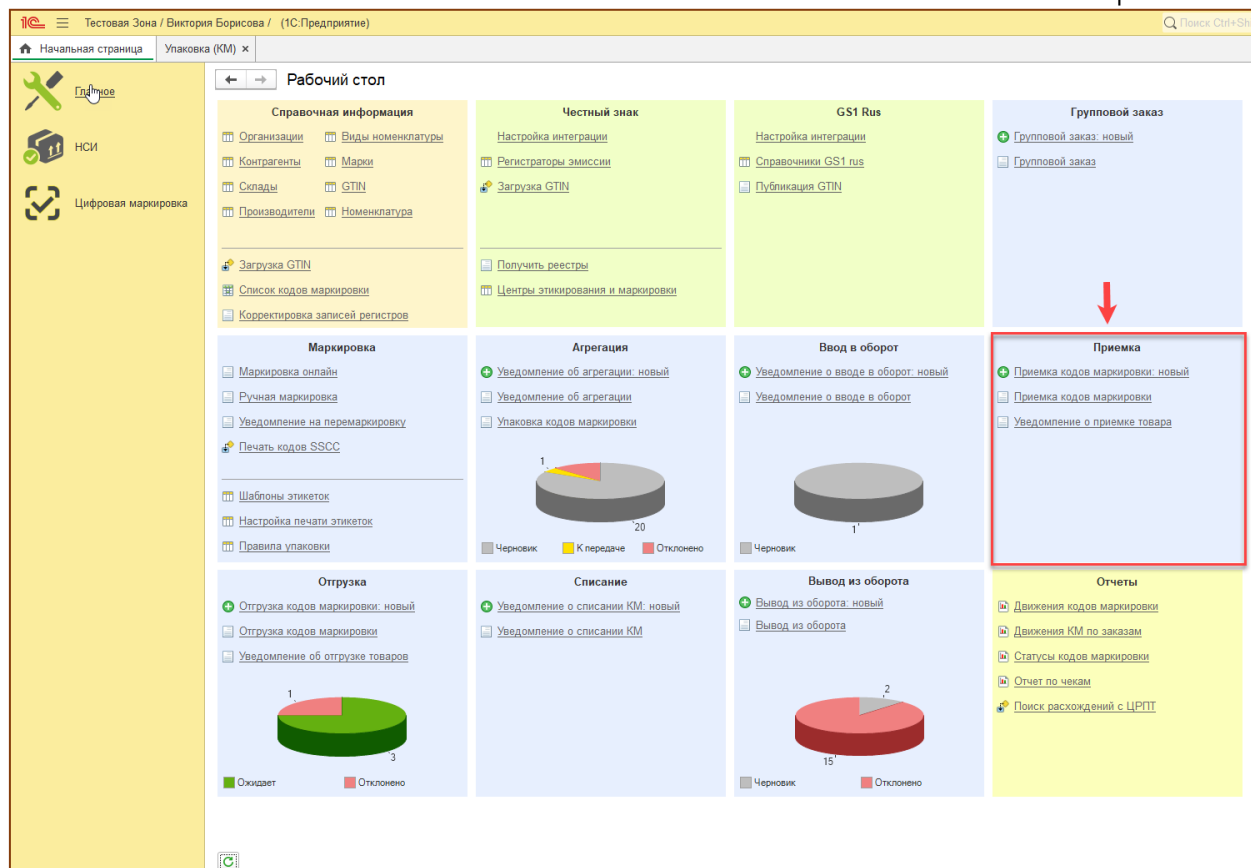 1С Тестовая Зона / Виктория Борисова / (1С:Предприятие) Поиск Ctrl+Sh
Начальная страница Упаковка (КМ) ×
Главное
НСИ
Цифровая маркировка
Рабочий стол
Справочная информация
Организации Виды номенклатуры
Контрагенты Марки
Склады GTIN
Производители Номенклатура
Загрузка GTIN
Список кодов маркировки
Корректировка записей регистров
Честный знак
Настройка интеграции
Регистраторы эмиссии
Загрузка GTIN
Получить реестры
Центры этикирования и маркировки
GS1 Rus
Настройка интеграции
Справочники GS1 rus
Публикация GTIN
Групповой заказ
Групповой заказ: новый
Групповой заказ
Маркировка
Маркировка онлайн
Ручная маркировка
Уведомление на перемаркировку
Печать кодов SSCC
Шаблоны этикеток
Настройка печати этикеток
Правила упаковки
Агрегация
Уведомление об агрегации: новый
Уведомление об агрегации
Упаковка кодов маркировки
1
20
Черновик К передаче Отклонено
Ввод в оборот
Уведомление о вводе в оборот: новый
Уведомление о вводе в оборот
1
Черновик
Приемка
Приемка кодов маркировки: новый
Приемка кодов маркировки
Уведомление о приемке товара
Отгрузка
Отгрузка кодов маркировки: новый
Отгрузка кодов маркировки
Уведомление об отгрузке товаров
1
3
Ожидает Отклонено
Списание
Уведомление о списании КМ: новый
Уведомление о списании КМ
Вывод из оборота
Вывод из оборота: новый
Вывод из оборота
2
15
Черновик Отклонено
Отчеты
Движения кодов маркировки
Движения КМ по заказам
Статусы кодов маркировки
Отчет по чекам
Поиск расхождений с ЦРПТ